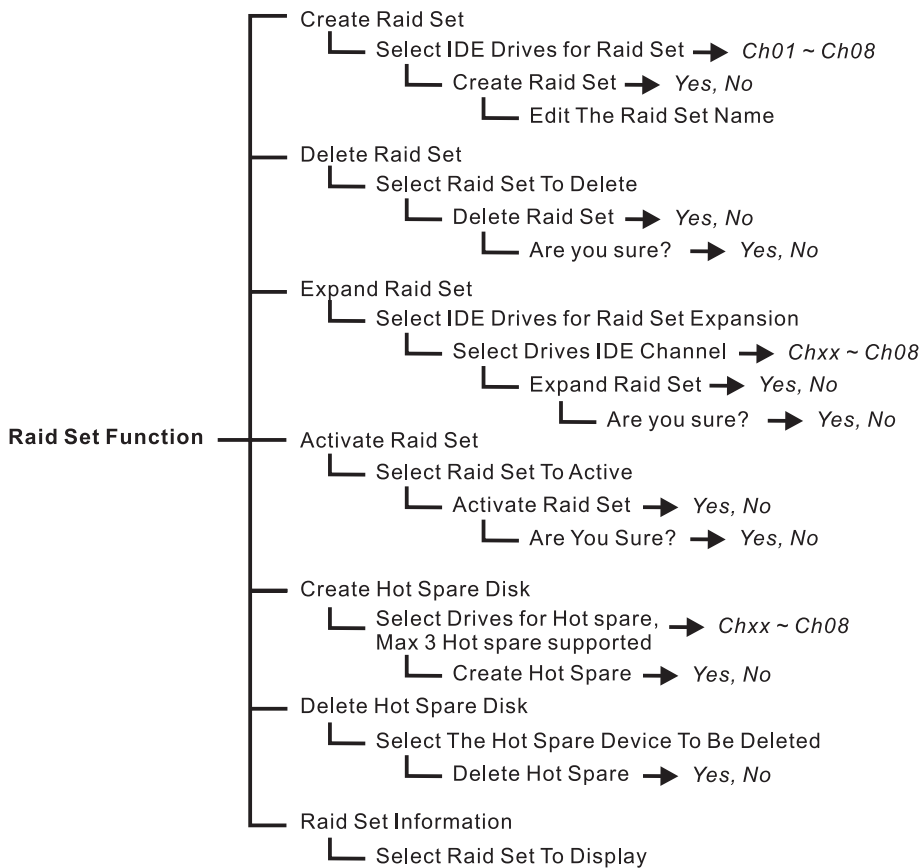 Create Raid Set
Select IDE Drives for Raid Set Ch01 ~ Ch08
Create Raid Set Yes, No
Edit The Raid Set Name
Delete Raid Set
Select Raid Set To Delete
Delete Raid Set Yes, No
Are you sure? Yes, No
Expand Raid Set
Select IDE Drives for Raid Set Expansion
Select Drives IDE Channel Chxx ~ Ch08
Expand Raid Set Yes, No
Are you sure? Yes, No
Raid Set Function
Activate Raid Set
Select Raid Set To Active
Activate Raid Set Yes, No
Are You Sure? Yes, No
Create Hot Spare Disk
Select Drives for Hot spare,
Max 3 Hot spare supported Chxx ~ Ch08
Create Hot Spare Yes, No
Delete Hot Spare Disk
Select The Hot Spare Device To Be Deleted
Delete Hot Spare Yes, No
Raid Set Information
Select Raid Set To Display